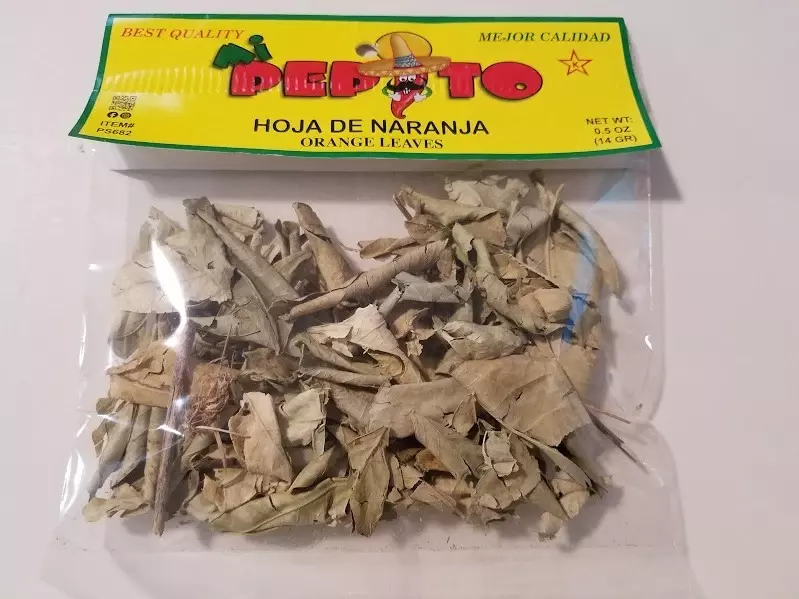 BEST QUALITY
MEJOR CALIDAD
Mi
PEPITO
K
ITEM#
PS682
HOJA DE NARANJA
ORANGE LEAVES
NET WT:
0.5 OZ
(14 GR)